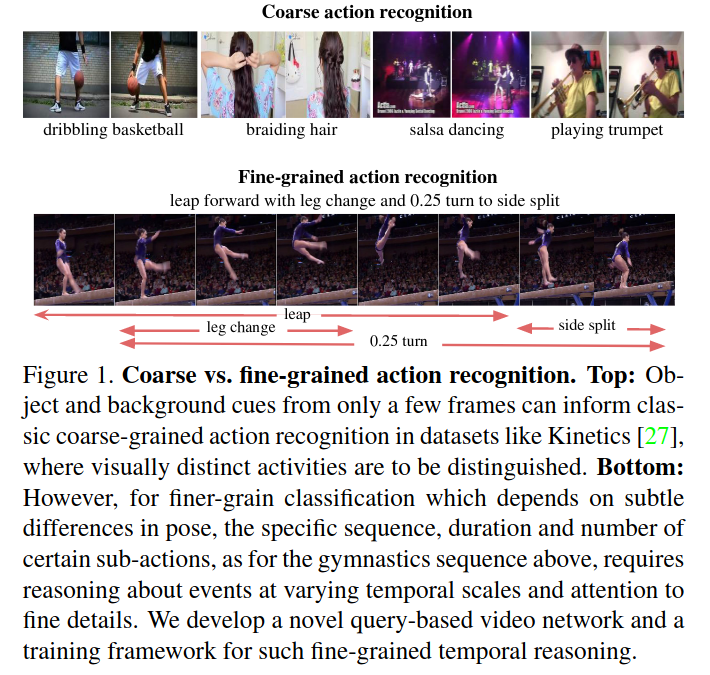 Coarse action recognition
dribbling basketball
braiding hair
salsa dancing
playing trumpet
Fine-grained action recognition
leap forward with leg change and 0.25 turn to side split
leap
leg change
side split
0.25 turn
Figure 1. Coarse vs. fine-grained action recognition. Top: Ob-
ject and background cues from only a few frames can inform clas-
sic coarse-grained action recognition in datasets like Kinetics [27],
where visually distinct activities are to be distinguished. Bottom:
However, for finer-grain classification which depends on subtle
differences in pose, the specific sequence, duration and number of
certain sub-actions, as for the gymnastics sequence above, requires
reasoning about events at varying temporal scales and attention to
fine details. We develop a novel query-based video network and a
training framework for such fine-grained temporal reasoning.